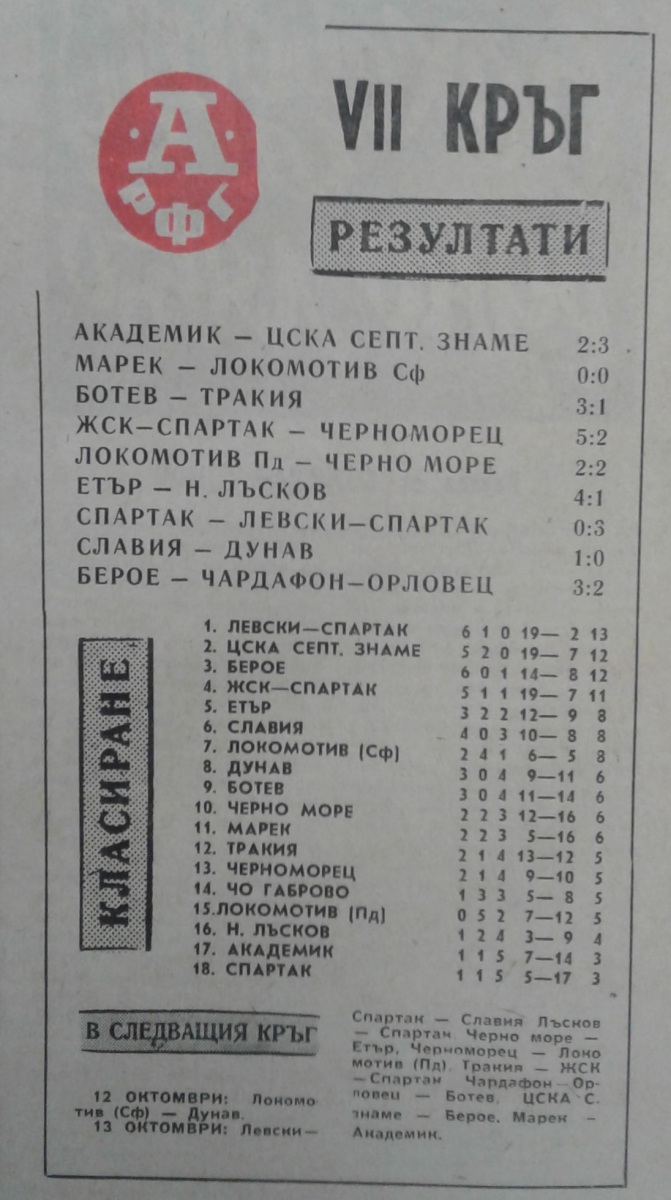 А
РФГ
VII КРЪГ
РЕЗУЛТАТИ
АКАДЕМИК – ЦСКА СЕПТ. ЗНАМЕ 2:3
МАРЕК – ЛОКОМОТИВ Сф 0:0
БОТЕВ – ТРАКИЯ 3:1
ЖСК–СПАРТАК – ЧЕРНОМОРЕЦ 5:2
ЛОКОМОТИВ Пд – ЧЕРНО МОРЕ 2:2
ЕТЪР – Н. ЛЪСКОВ 4:1
СПАРТАК – ЛЕВСКИ–СПАРТАК 0:3
СЛАВИЯ – ДУНАВ 1:0
БЕРОЕ – ЧАРДАФОН–ОРЛОВЕЦ 3:2
КЛАСИРАНЕ
1. ЛЕВСКИ—СПАРТАК 6 1 0 19— 2 13
2. ЦСКА СЕПТ. ЗНАМЕ 5 2 0 19— 7 12
3. БЕРОЕ 6 0 1 14— 8 12
4. ЖСК—СПАРТАК 5 1 1 19— 7 11
5. ЕТЪР 3 2 2 12— 9 8
6. СЛАВИЯ 4 0 3 10— 8 8
7. ЛОКОМОТИВ (Сф) 2 4 1 6— 5 8
8. ДУНАВ 3 0 4 9—11 6
9. БОТЕВ 3 0 4 11—14 6
10. ЧЕРНО МОРЕ 2 2 3 12—16 6
11. МАРЕК 2 2 3 5—16 6
12. ТРАКИЯ 2 1 4 13—12 5
13. ЧЕРНОМОРЕЦ 2 1 4 9—10 5
14. ЧО ГАБРОВО 1 3 3 5— 8 5
15.ЛОКОМОТИВ (Пд) 0 5 2 7—12 5
16. Н. ЛЪСКОВ 1 2 4 3— 9 4
17. АКАДЕМИК 1 1 5 7—14 3
18. СПАРТАК 1 1 5 5—17 3
В СЛЕДВАЩИЯ КРЪГ
12 ОКТОМВРИ: Локомо
тив (Сф) — Дунав.
13 ОКТОМВРИ: Левски—
Спартак — Славия Лъсков
— Спартак Черно море —
Етър, Черноморец — Локо
мотив (Пд), Тракия — ЖСК
—Спартан Чардафон—Ор-
ловец — Ботев, ЦСКА С.
знаме — Берое, Марек —
Академик.